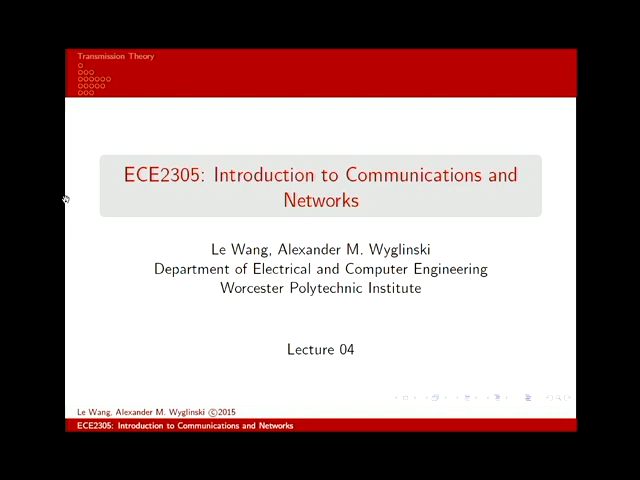 Transmission Theory
ECE2305: Introduction to Communications and
Networks
Le Wang, Alexander M. Wyglinski
Department of Electrical and Computer Engineering
Worcester Polytechnic Institute
Lecture 04
Le Wang, Alexander M. Wyglinski ©2015
ECE2305: Introduction to Communications and Networks